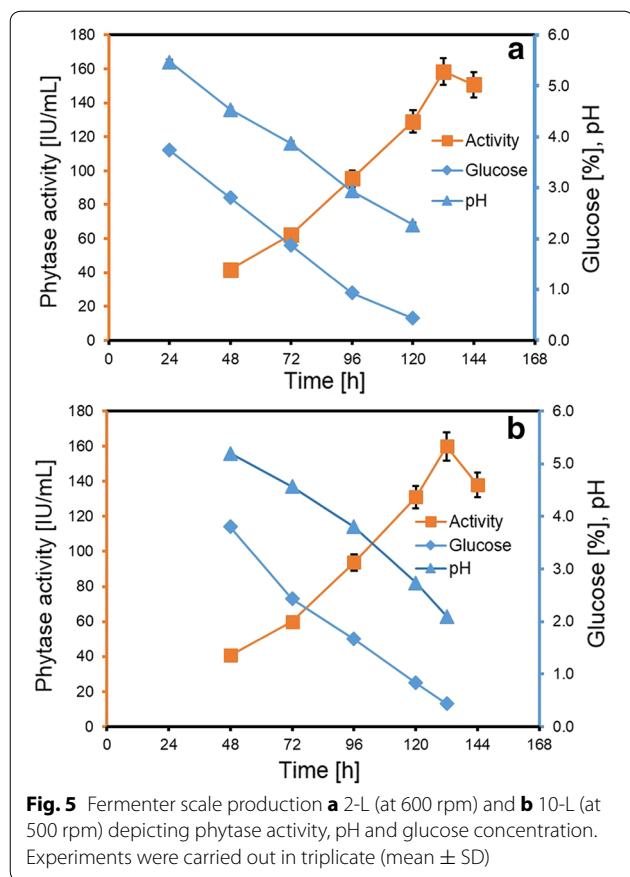 a
Phytase activity [IU/mL]
180
160
140
120
100
80
60
40
20
0
6.0
5.0
4.0
3.0
2.0
1.0
0.0
Glucose [%], pH
Activity
Glucose
pH
0 24 48 72 96 120 144 168
Time [h]
b
Phytase activity [IU/mL]
180
160
140
120
100
80
60
40
20
0
6.0
5.0
4.0
3.0
2.0
1.0
0.0
Glucose [%], pH
Activity
Glucose
pH
0 24 48 72 96 120 144 168
Time [h]
Fig. 5 Fermenter scale production a 2-L (at 600 rpm) and b 10-L (at
500 rpm) depicting phytase activity, pH and glucose concentration.
Experiments were carried out in triplicate (mean ± SD)